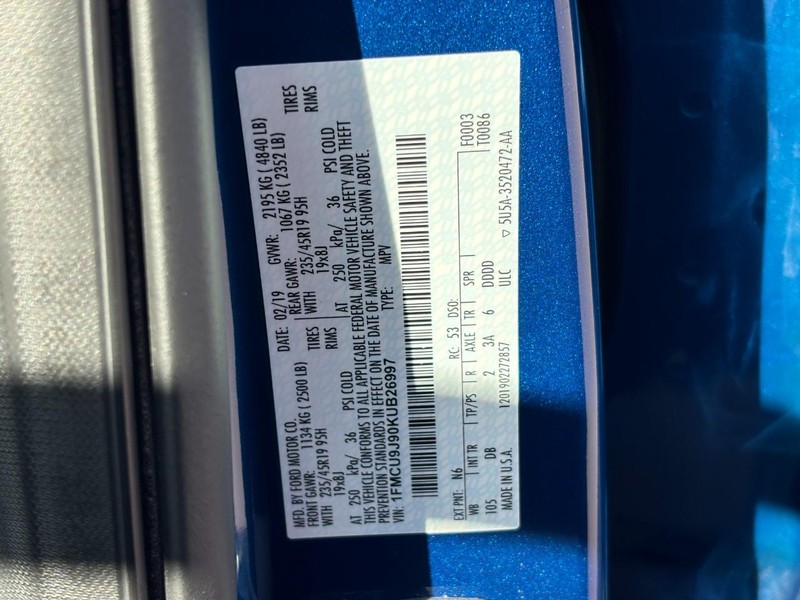 MFD. BY FORD MOTOR CO.
DATE: 02/19 GVWR: 2195 KG ( 4840 LB)
FRONT GAWR: 1134 KG ( 2500 LB) REAR GAWR: 1067 KG ( 2352 LB)
WITH 235/45R19 95H TIRES WITH 235/45R19 95H TIRES
19x8J RIMS 19x8J RIMS
AT 250 kPa/ 36 PSI COLD AT 250 kPa/ 36 PSI COLD
THIS VEHICLE CONFORMS TO ALL APPLICABLE FEDERAL MOTOR VEHICLE SAFETY AND THEFT
PREVENTION STANDARDS IN EFFECT ON THE DATE OF MANUFACTURE SHOWN ABOVE.
VIN: 1FMCU9J90KUB26997 TYPE: MPV
EXT PNT: N6 RC: 53 DSO: F0003
WB INT TR TP/PS R AXLE TR SPR T0086
105 DB 2 3A 6 DDDD
MADE IN U.S.A. 1201902272857 ULC ▽ 5U5A-3520472-AA